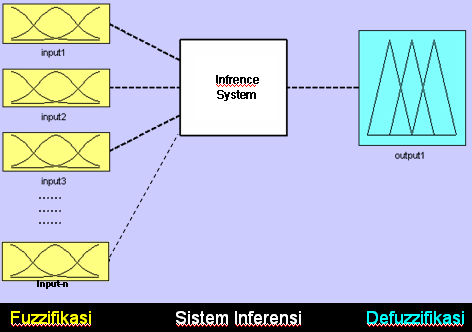 input1
input2
input3
......
......
Input-n
Infrence
System
output1
Fuzzifikasi
Sistem Inferensi
Defuzzifikasi